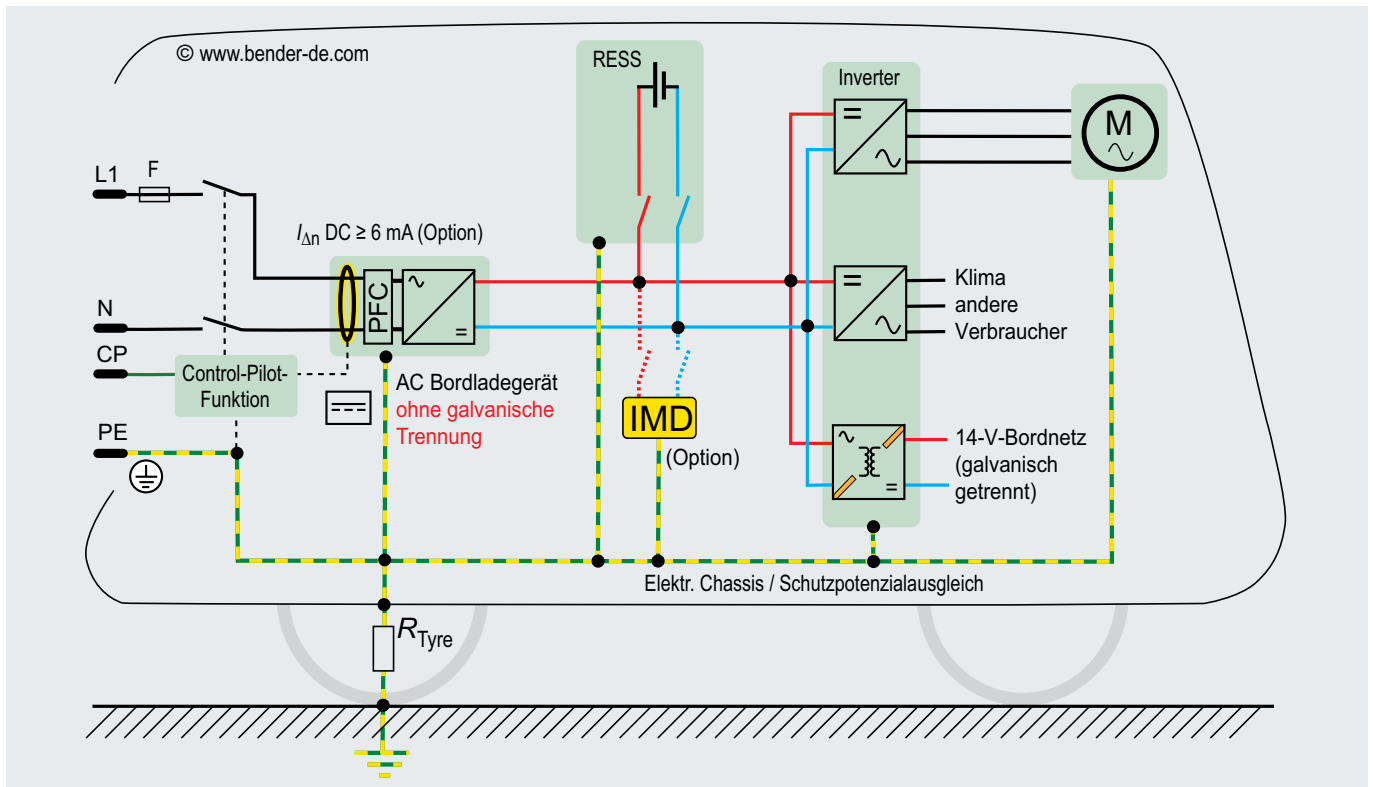 © www.bender-de.com
RESS
Inverter
M
L1
F
I∆n DC ≥ 6 mA (Option)
PFC
Klima
andere
Verbraucher
N
CP
Control-Pilot-
Funktion
AC Bordladegerät
ohne galvanische
Trennung
IMD
(Option)
14-V-Bordnetz
(galvanisch
getrennt)
PE
Elektr. Chassis / Schutzpotenzialausgleich
RTyre